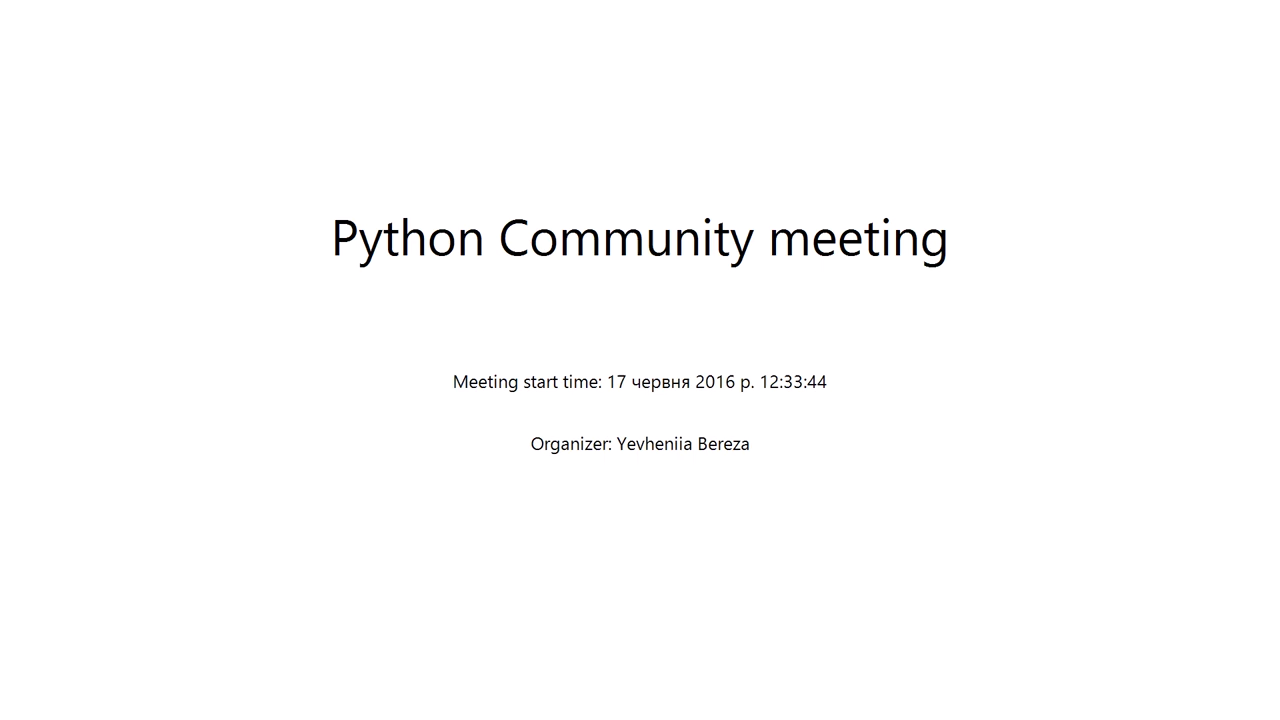 Python Community meeting
Meeting start time: 17 червня 2016 р. 12:33:44
Organizer: Yevheniia Bereza